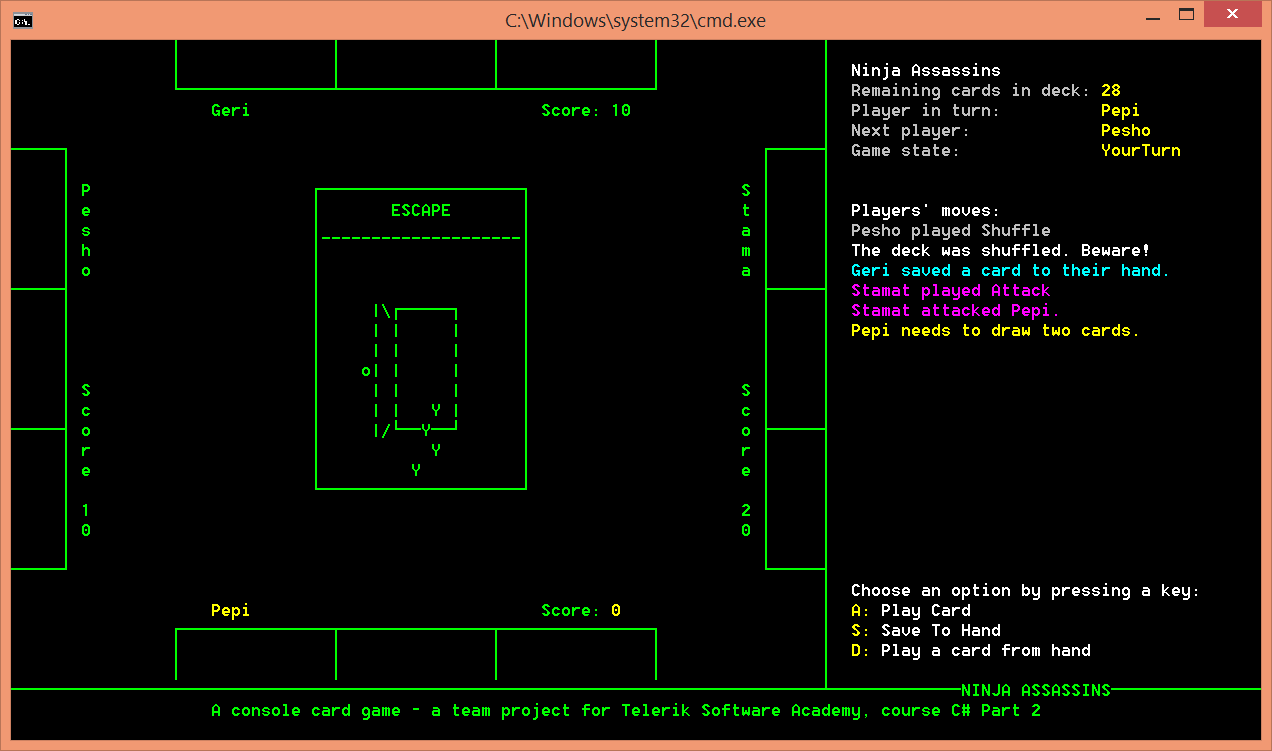 C:\Windows\system32\cmd.exe
Geri Score: 10
Pesho Score 10
ESCAPE
---------------------
|\
o|
|/
Y
Y
Y
Y
Stama Score 20
Pepi Score: 0
Ninja Assassins
Remaining cards in deck: 28
Player in turn: Pepi
Next player: Pesho
Game state: YourTurn
Players' moves:
Pesho played Shuffle
The deck was shuffled. Beware!
Geri saved a card to their hand.
Stamat played Attack
Stamat attacked Pepi.
Pepi needs to draw two cards.
Choose an option by pressing a key:
A: Play Card
S: Save To Hand
D: Play a card from hand
NINJA ASSASSINS
A console card game - a team project for Telerik Software Academy, course C# Part 2